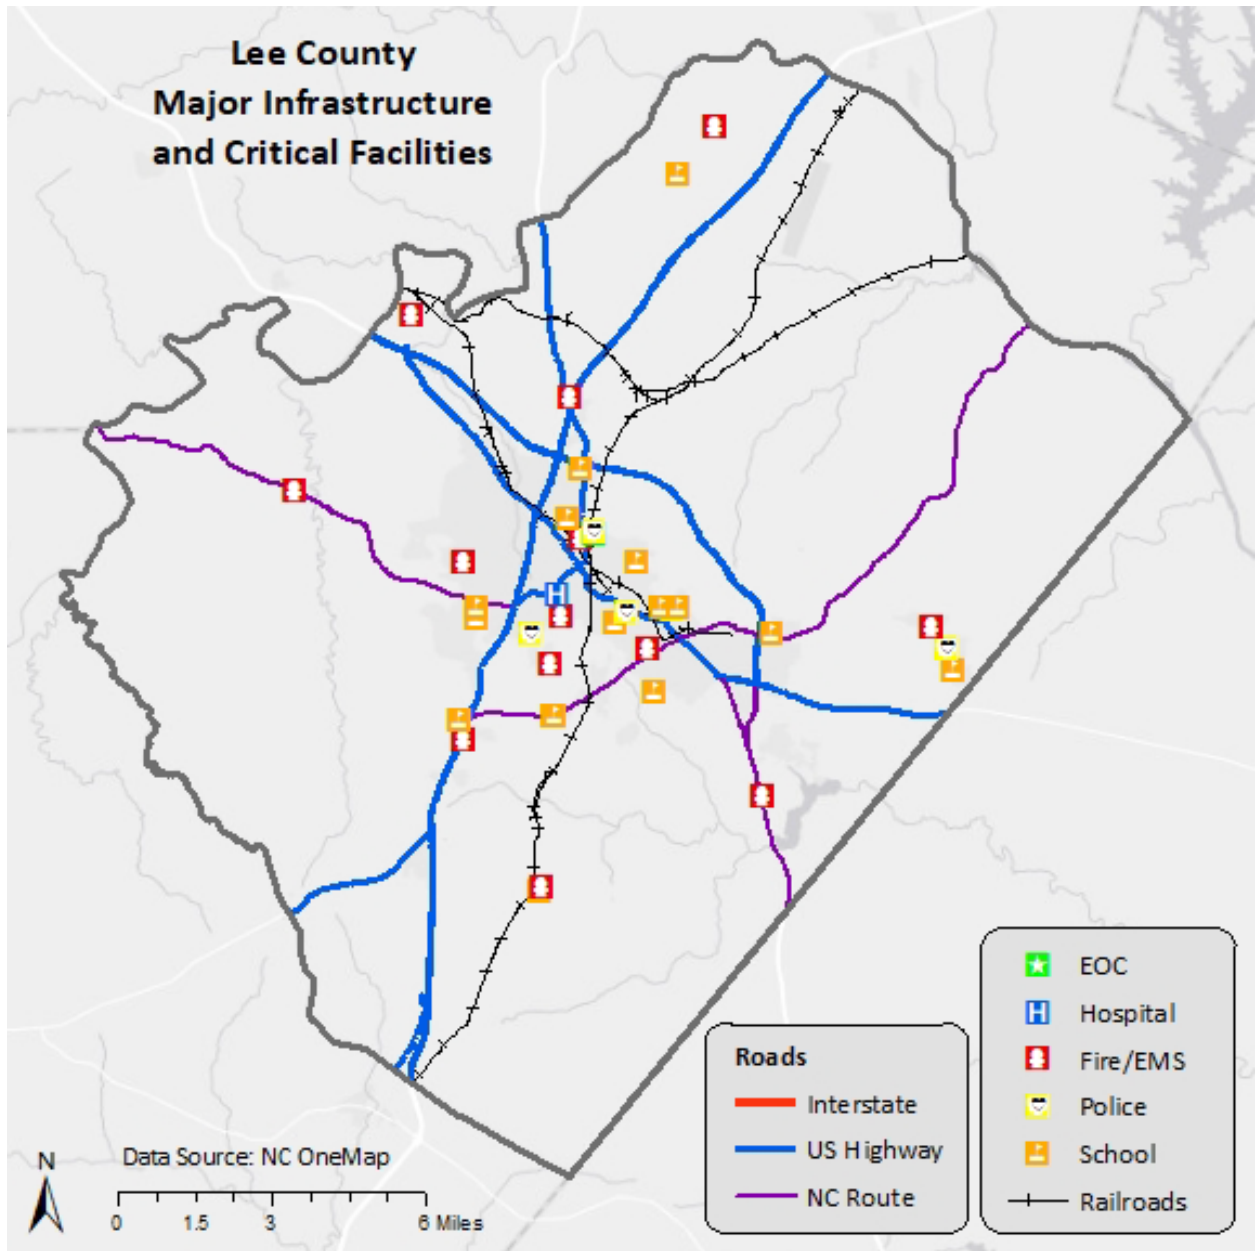 Lee County
Major Infrastructure
and Critical Facilities
H
EOC
H Hospital
Fire/EMS
Police
School
Railroads
Roads
Interstate
US Highway
NC Route
N
Data Source: NC OneMap
0 1.5 3 6 Miles